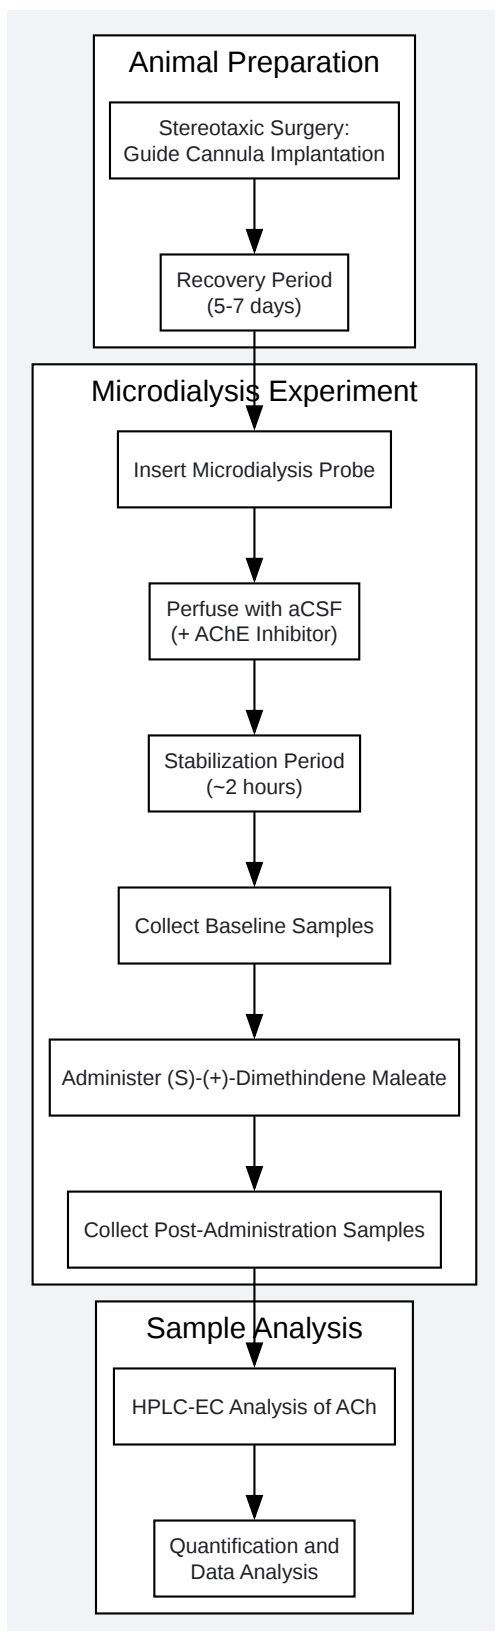 Animal Preparation
Stereotaxic Surgery:
Guide Cannula Implantation
Recovery Period
(5-7 days)
Microdialysis Experiment
Insert Microdialysis Probe
Perfuse with aCSF
(+ AChE Inhibitor)
Stabilization Period
(~2 hours)
Collect Baseline Samples
Administer (S)-(+)-Dimethindene Maleate
Collect Post-Administration Samples
Sample Analysis
HPLC-EC Analysis of ACh
Quantification and
Data Analysis